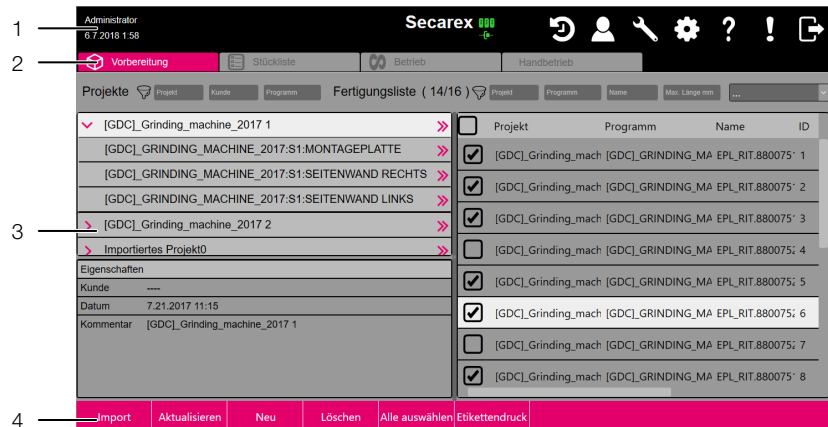 1
Administrator
6.7.2018 1:58
Secarex
?
!
2
Vorbereitung
Stückliste
Betrieb
Handbetrieb
Projekte
Projekt
Kunde
Programm
Fertigungsliste ( 14/16 )
Projekt
Programm
Name
Max. Länge mm
...
[GDC]_Grinding_machine_2017 1
[GDC]_GRINDING_MACHINE_2017:S1:MONTAGEPLATTE
[GDC]_GRINDING_MACHINE_2017:S1:SEITENWAND RECHTS
[GDC]_GRINDING_MACHINE_2017:S1:SEITENWAND LINKS
3
[GDC]_Grinding_machine_2017 2
Importiertes Projekt0
Eigenschaften
Kunde ----
Datum 7.21.2017 11:15
Kommentar [GDC]_Grinding_machine_2017 1
Projekt Programm Name ID
[GDC]_Grinding_mach [GDC]_GRINDING_MA EPL_RIT.880075 1
[GDC]_Grinding_mach [GDC]_GRINDING_MA EPL_RIT.880075 2
[GDC]_Grinding_mach [GDC]_GRINDING_MA EPL_RIT.880075 3
[GDC]_Grinding_mach [GDC]_GRINDING_MA EPL_RIT.880075 4
[GDC]_Grinding_mach [GDC]_GRINDING_MA EPL_RIT.880075 5
[GDC]_Grinding_mach [GDC]_GRINDING_MA EPL_RIT.880075 6
[GDC]_Grinding_mach [GDC]_GRINDING_MA EPL_RIT.880075 7
[GDC]_Grinding_mach [GDC]_GRINDING_MA EPL_RIT.880075 8
4
Import Aktualisieren Neu Löschen Alle auswählen Etikettendruck